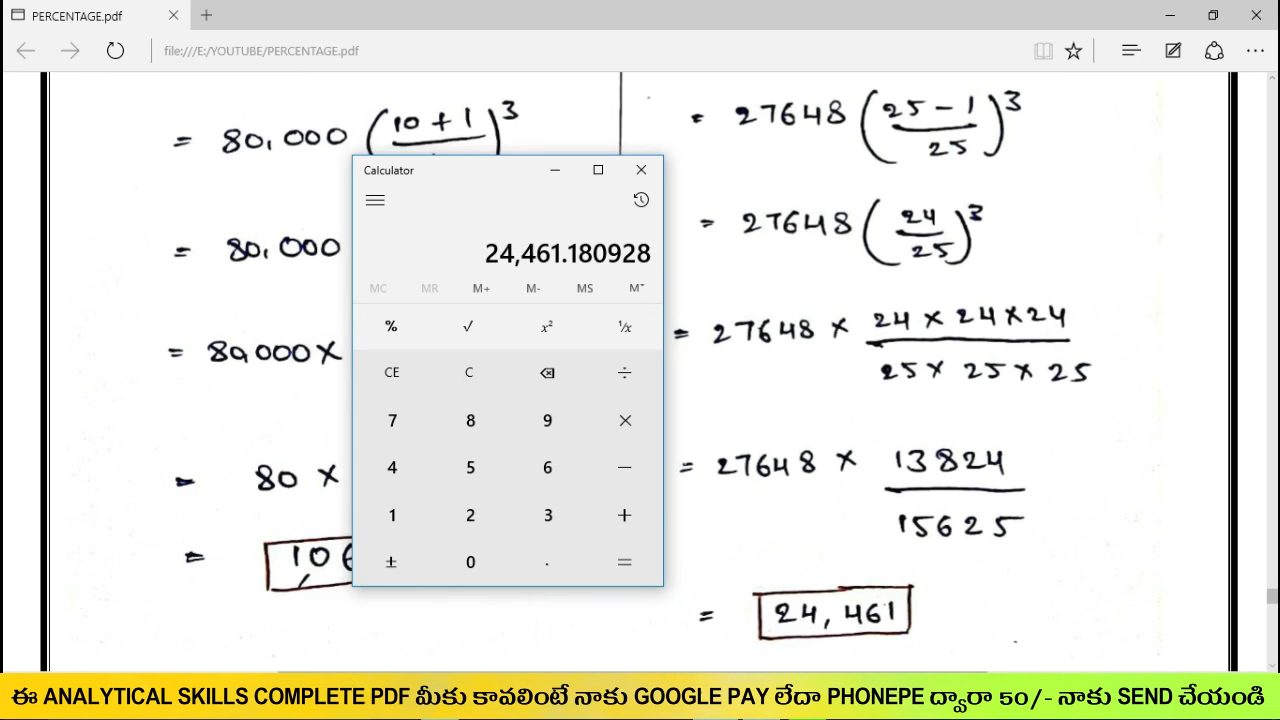 PERCENTAGE.pdf
file:///E:/YOUTUBE/PERCENTAGE.pdf
= 80,000 (10 + 1)³
= 80,000
= 80,000 ×
= 80 ×
=
Calculator
24,461.180928
MC MR M+ M- MS M˅
% √ x² ¹/x
CE C ÷
7 8 9 ×
4 5 6 −
1 2 3 +
± 0 . =
= 27648 (25 - 1 / 25)³
= 27648 (24 / 25)³
= 27648 × 24 × 24 × 24
25 × 25 × 25
= 27648 × 13824
15625
= 24,461
ఈ ANALYTICAL SKILLS COMPLETE PDF మీకు కావలింటే నాకు GOOGLE PAY లేదా PHONEPE ద్వారా 50/- నాకు SEND చేయండి